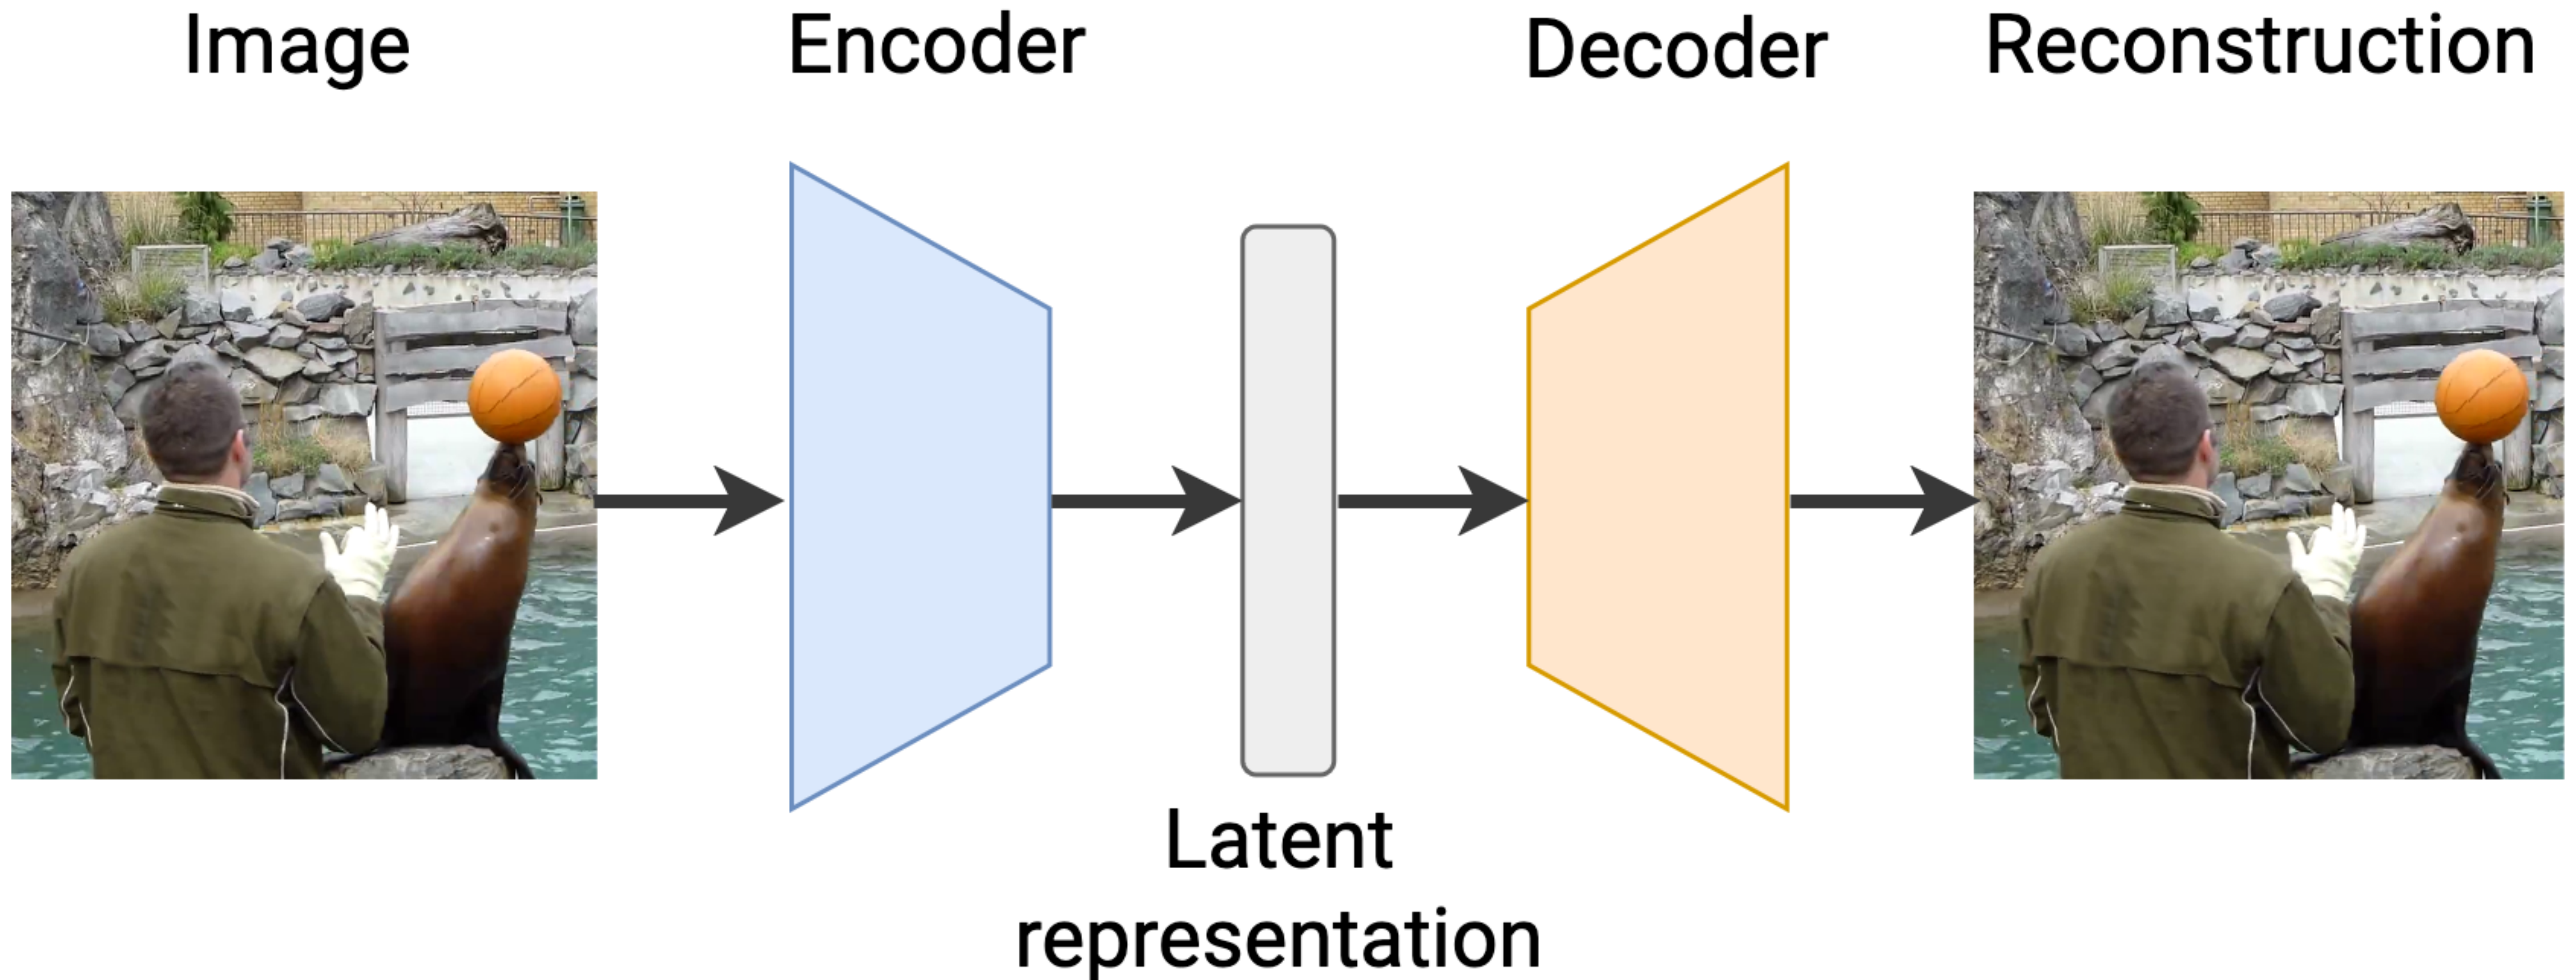 Image
Encoder
Decoder
Reconstruction
Latent
representation